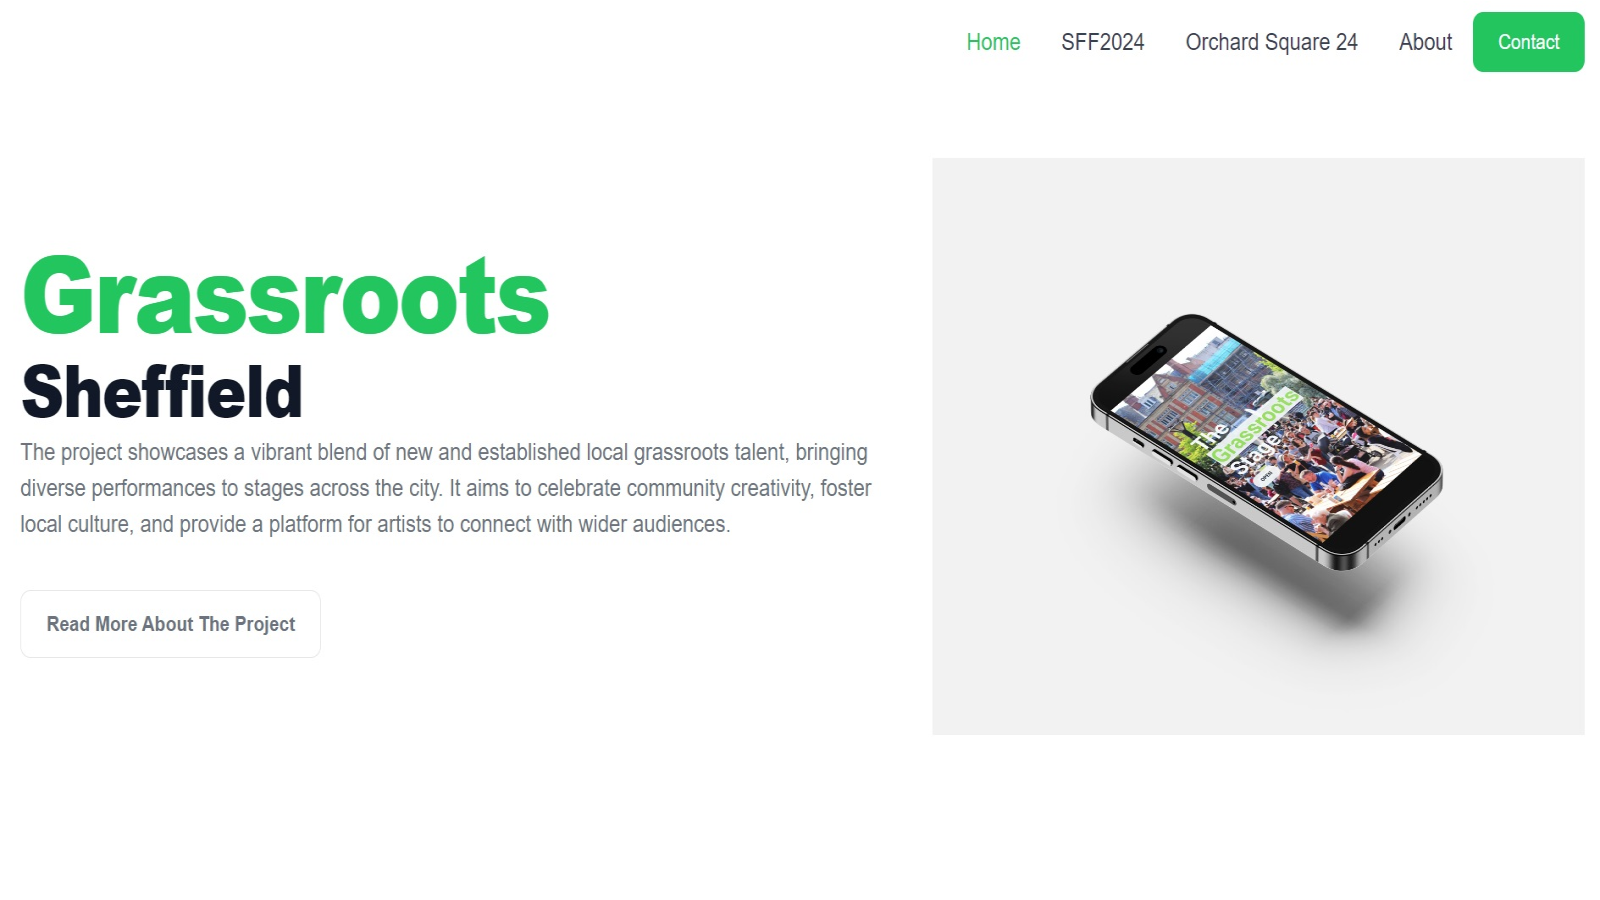 Home SFF2024 Orchard Square 24 About Contact
Grassroots
Sheffield
The project showcases a vibrant blend of new and established local grassroots talent, bringing
diverse performances to stages across the city. It aims to celebrate community creativity, foster
local culture, and provide a platform for artists to connect with wider audiences.
Read More About The Project
The
Grassroots
Stage
OPEN